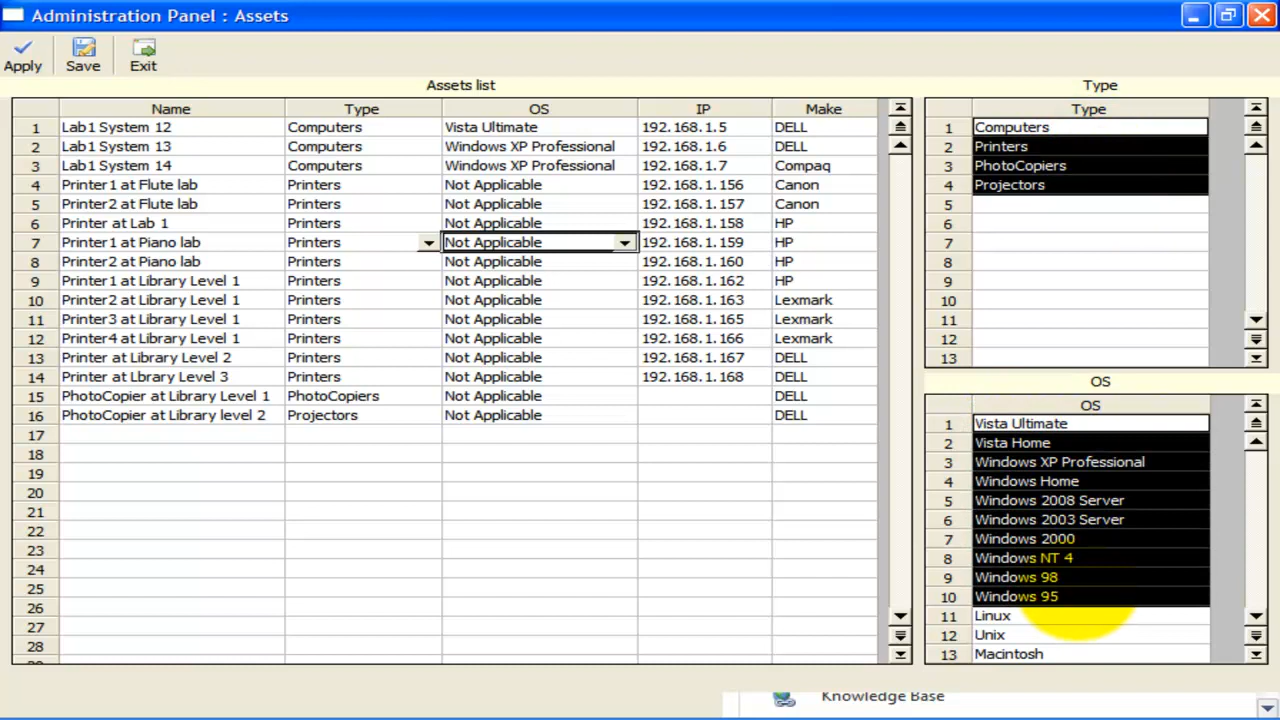 Administration Panel : Assets
Apply Save Exit
Assets list
Name Type OS IP Make
1 Lab1 System 12 Computers Vista Ultimate 192.168.1.5 DELL
2 Lab1 System 13 Computers Windows XP Professional 192.168.1.6 DELL
3 Lab1 System 14 Computers Windows XP Professional 192.168.1.7 Compaq
4 Printer1 at Flute lab Printers Not Applicable 192.168.1.156 Canon
5 Printer2 at Flute lab Printers Not Applicable 192.168.1.157 Canon
6 Printer at Lab 1 Printers Not Applicable 192.168.1.158 HP
7 Printer1 at Piano lab Printers Not Applicable 192.168.1.159 HP
8 Printer2 at Piano lab Printers Not Applicable 192.168.1.160 HP
9 Printer1 at Library Level 1 Printers Not Applicable 192.168.1.162 HP
10 Printer2 at Library Level 1 Printers Not Applicable 192.168.1.163 Lexmark
11 Printer3 at Library Level 1 Printers Not Applicable 192.168.1.165 Lexmark
12 Printer4 at Library Level 1 Printers Not Applicable 192.168.1.166 Lexmark
13 Printer at Library Level 2 Printers Not Applicable 192.168.1.167 DELL
14 Printer at Lbrary Level 3 Printers Not Applicable 192.168.1.168 DELL
15 PhotoCopier at Library Level 1 PhotoCopiers Not Applicable DELL
16 PhotoCopier at Library level 2 Projectors Not Applicable DELL
17
18
19
20
21
22
23
24
25
26
27
28
Type
Type
1 Computers
2 Printers
3 PhotoCopiers
4 Projectors
5
6
7
8
9
10
11
12
13
OS
OS
1 Vista Ultimate
2 Vista Home
3 Windows XP Professional
4 Windows Home
5 Windows 2008 Server
6 Windows 2003 Server
7 Windows 2000
8 Windows NT 4
9 Windows 98
10 Windows 95
11 Linux
12 Unix
13 Macintosh
Knowledge Base